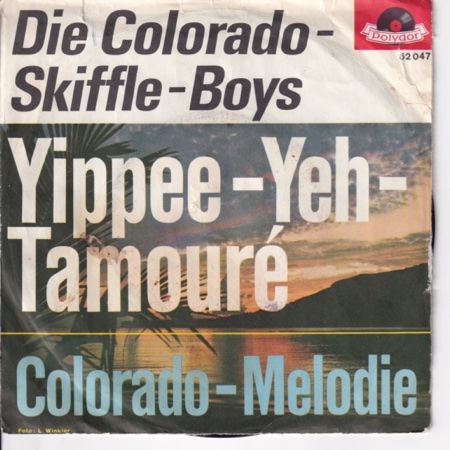 Die Colorado-
Skiffle-Boys
Polydor
52 047
Yippee-Yeh-
Tamouré
Colorado-Melodie
Foto: L. Winkler